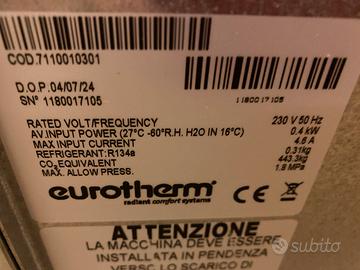 COD.7110010301
D.O.P. 04/07/24
SN° 1180017105
1180017105
RATED VOLT/FREQUENCY 230 V 50 Hz
AV.INPUT POWER (27°C -60°R.H. H2O IN 16°C) 0.4 kW
MAX INPUT CURRENT 4.6 A
REFRIGERANT:R134a 0.31kg
CO2 EQUIVALENT 443.3kg
MAX. ALLOW PRESS. 1.8 MPa
eurotherm®
radiant comfort systems
CE
ATTENZIONE
LA MACCHINA DEVE ESSERE
INSTALLATA IN PENDENZA
VERSO LO SCARICO DI
subito